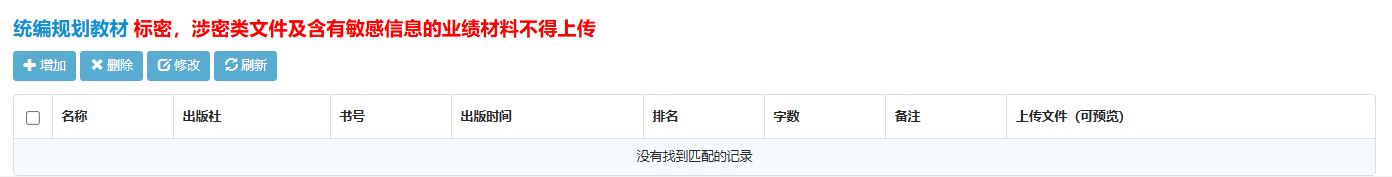 统编规划教材 标密，涉密类文件及含有敏感信息的业绩材料不得上传
增加 删除 修改 刷新
名称 出版社 书号 出版时间 排名 字数 备注 上传文件（可预览）
没有找到匹配的记录